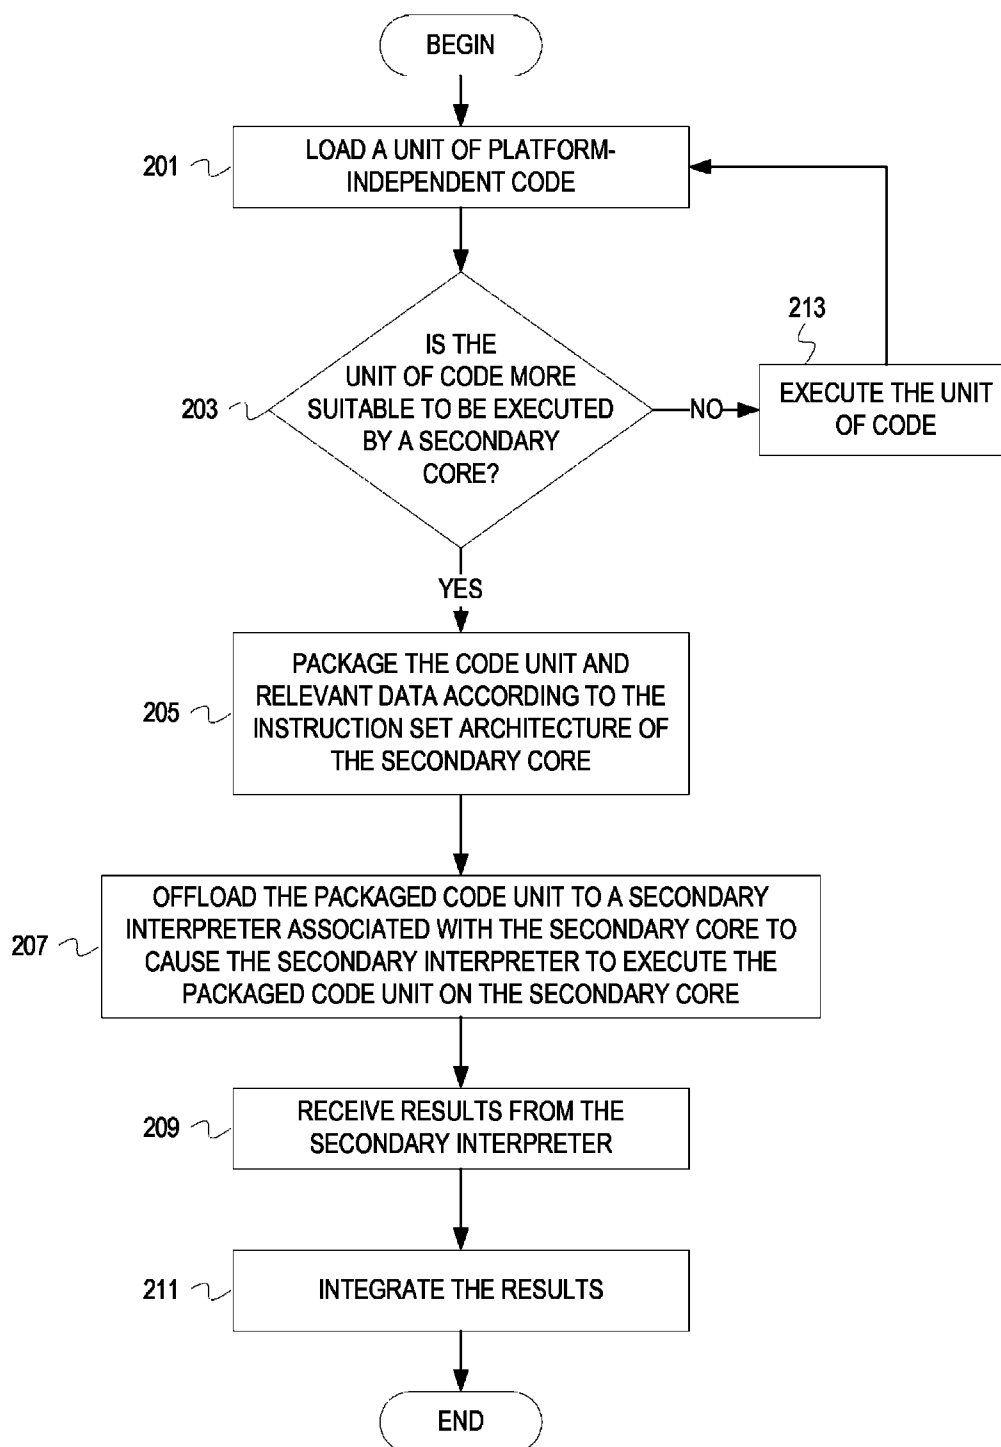 BEGIN
201
LOAD A UNIT OF PLATFORM-
INDEPENDENT CODE
203
IS THE
UNIT OF CODE MORE
SUITABLE TO BE EXECUTED
BY A SECONDARY
CORE?
NO
213
EXECUTE THE UNIT
OF CODE
YES
205
PACKAGE THE CODE UNIT AND
RELEVANT DATA ACCORDING TO THE
INSTRUCTION SET ARCHITECTURE OF
THE SECONDARY CORE
207
OFFLOAD THE PACKAGED CODE UNIT TO A SECONDARY
INTERPRETER ASSOCIATED WITH THE SECONDARY CORE TO
CAUSE THE SECONDARY INTERPRETER TO EXECUTE THE
PACKAGED CODE UNIT ON THE SECONDARY CORE
209
RECEIVE RESULTS FROM THE
SECONDARY INTERPRETER
211
INTEGRATE THE RESULTS
END